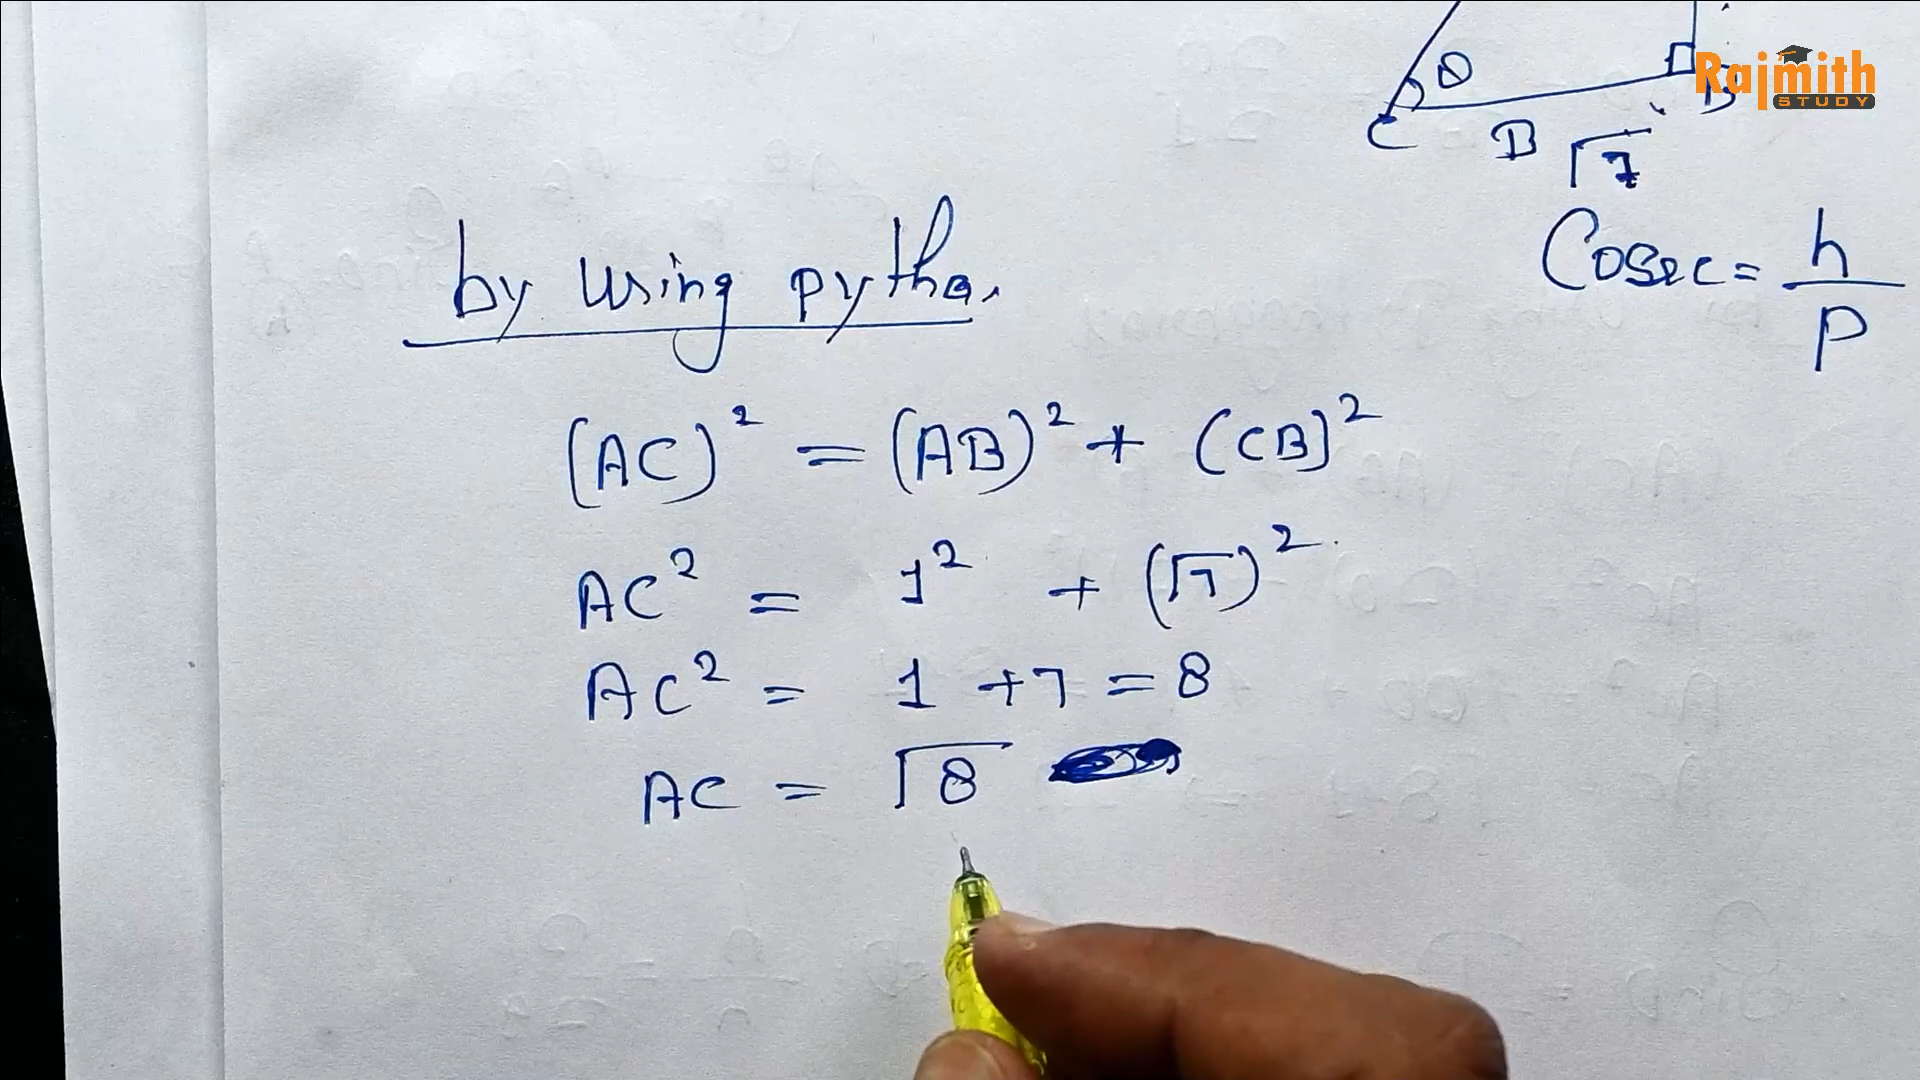 θ
Rajmith
STUDY
C B √7 B
Cosec = h/p
by using pytha.
(AC)² = (AB)² + (CB)²
AC² = 1² + (√7)²
AC² = 1 + 7 = 8
AC = √8